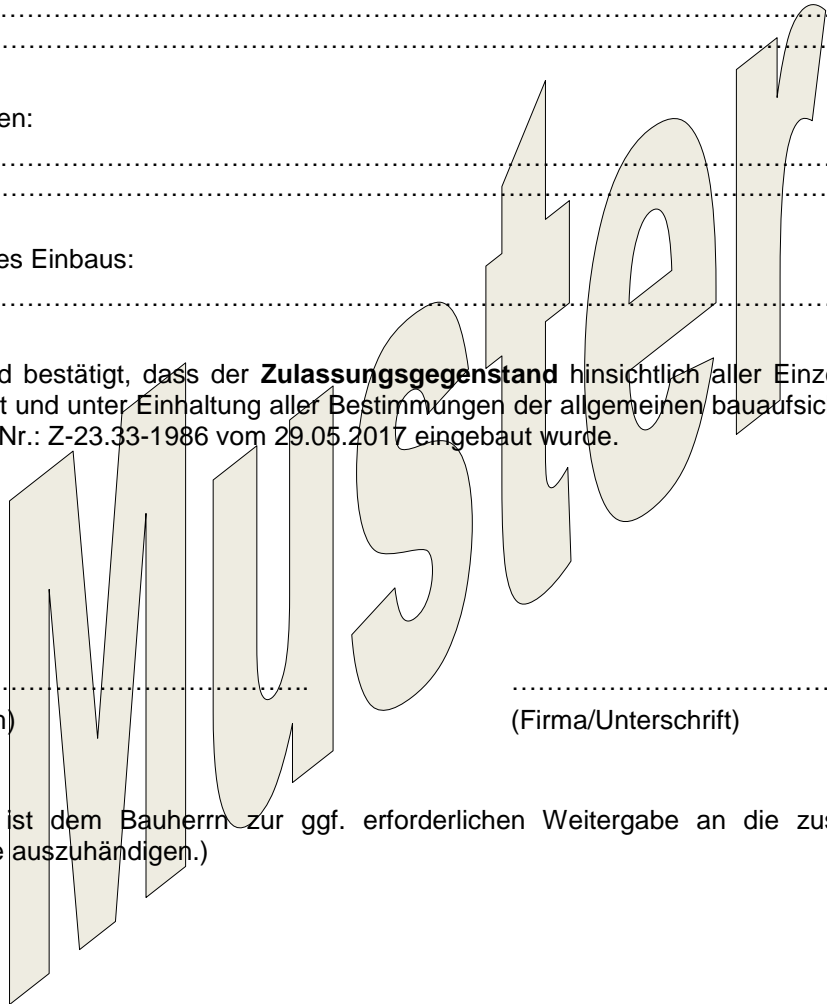 ……………………………………………………………………………………
……………………………………………………………………………………
en:
……………………………………………………………………………………
……………………………………………………………………………………
es Einbaus:
……………………………………………………………………………………
d bestätigt, dass der Zulassungsgegenstand hinsichtlich aller Einze
t und unter Einhaltung aller Bestimmungen der allgemeinen bauaufsic
Nr.: Z-23.33-1986 vom 29.05.2017 eingebaut wurde.
Muster
…………………………….. ……………………………
n) (Firma/Unterschrift)
ist dem Bauherrn zur ggf. erforderlichen Weitergabe an die zus
e auszuhändigen.)